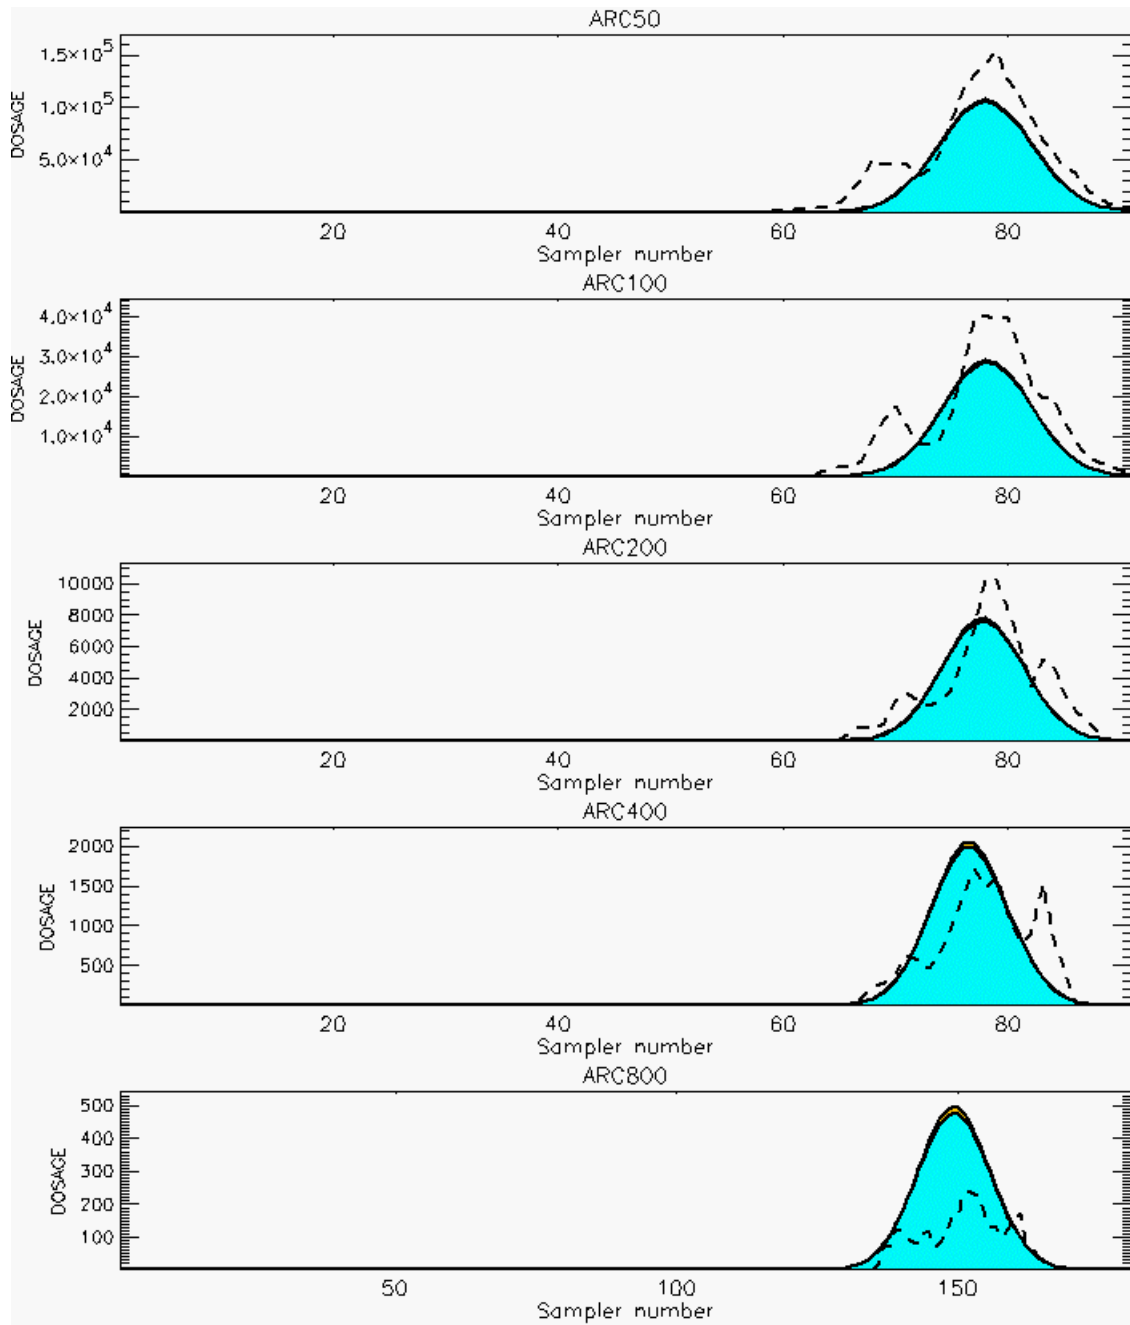 ARC50
1.5×10⁵
1.0×10⁵
5.0×10⁴
DOSAGE
20 40 60 80
Sampler number
ARC100
4.0×10⁴
3.0×10⁴
2.0×10⁴
1.0×10⁴
DOSAGE
20 40 60 80
Sampler number
ARC200
10000
8000
6000
4000
2000
DOSAGE
20 40 60 80
Sampler number
ARC400
2000
1500
1000
500
DOSAGE
20 40 60 80
Sampler number
ARC800
500
400
300
200
100
DOSAGE
50 100 150
Sampler number